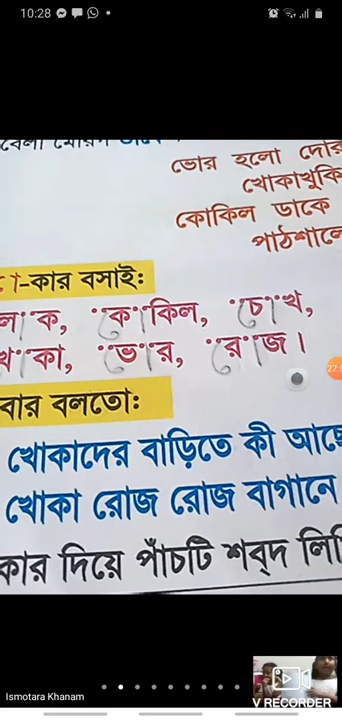 10:28
ভোর হলো
খোকাখুকি
কোকিল ডাকে
পাঠশালে
কার বসাই:
কোকিল, চোখ,
ভোর, রোজ।
বার বলতো:
খোকাদের বাড়িতে কী আছে
খোকা রোজ রোজ বাগানে
কার দিয়ে পাঁচটি শব্দ লি
Ismotara Khanam
V RECORDER